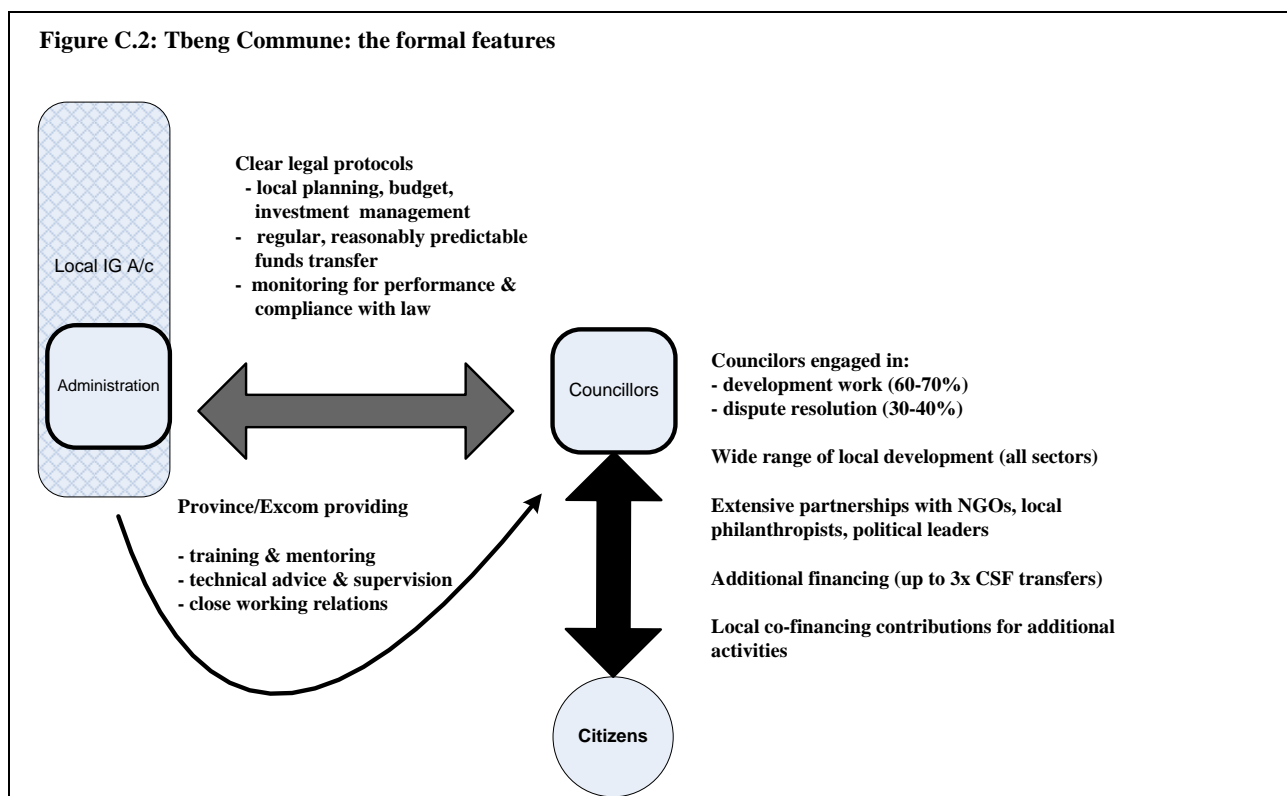 Figure C.2: Tbeng Commune: the formal features
Local IG A/c
Administration
Clear legal protocols
- local planning, budget,
investment management
- regular, reasonably predictable
funds transfer
- monitoring for performance &
compliance with law
Province/Excom providing
- training & mentoring
- technical advice & supervision
- close working relations
Councillors
Councilors engaged in:
- development work (60-70%)
- dispute resolution (30-40%)
Wide range of local development (all sectors)
Extensive partnerships with NGOs, local
philanthropists, political leaders
Additional financing (up to 3x CSF transfers)
Local co-financing contributions for additional
activities
Citizens